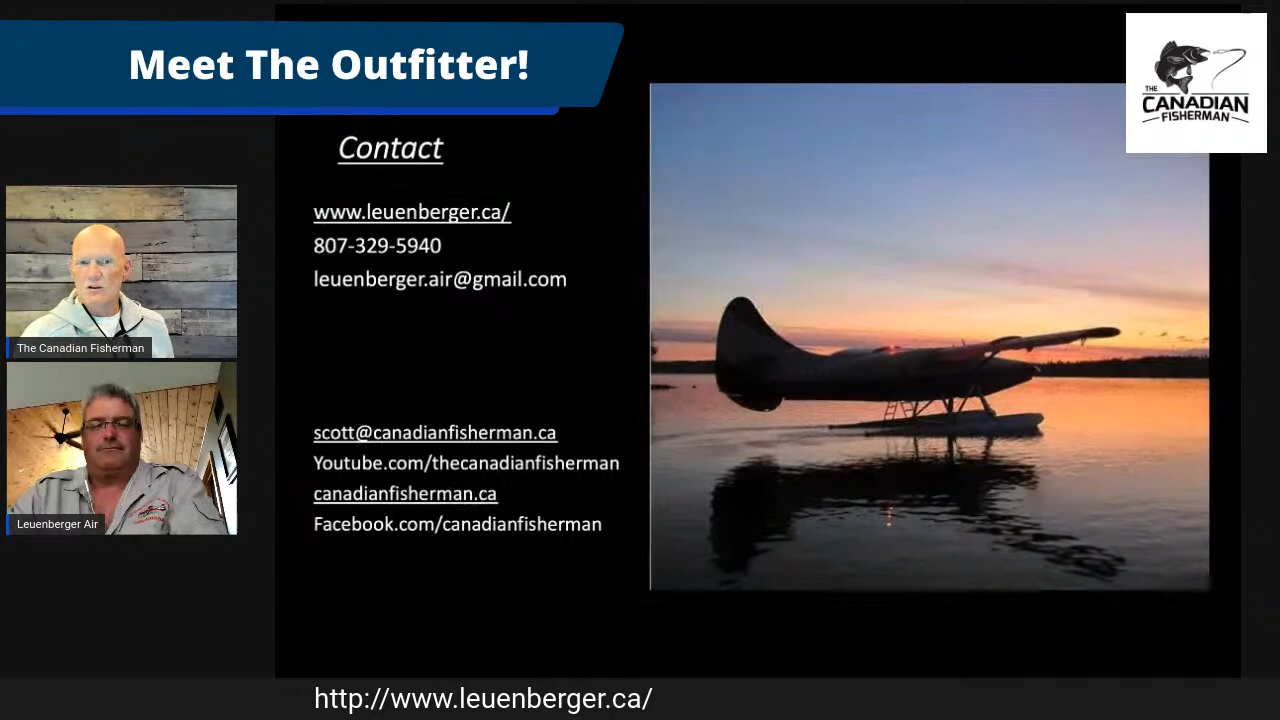 Meet The Outfitter!
THE
CANADIAN
FISHERMAN
Contact
www.leuenberger.ca/
807-329-5940
leuenberger.air@gmail.com
The Canadian Fisherman
scott@canadianfisherman.ca
Youtube.com/thecanadianfisherman
canadianfisherman.ca
Facebook.com/canadianfisherman
Leuenberger Air
http://www.leuenberger.ca/